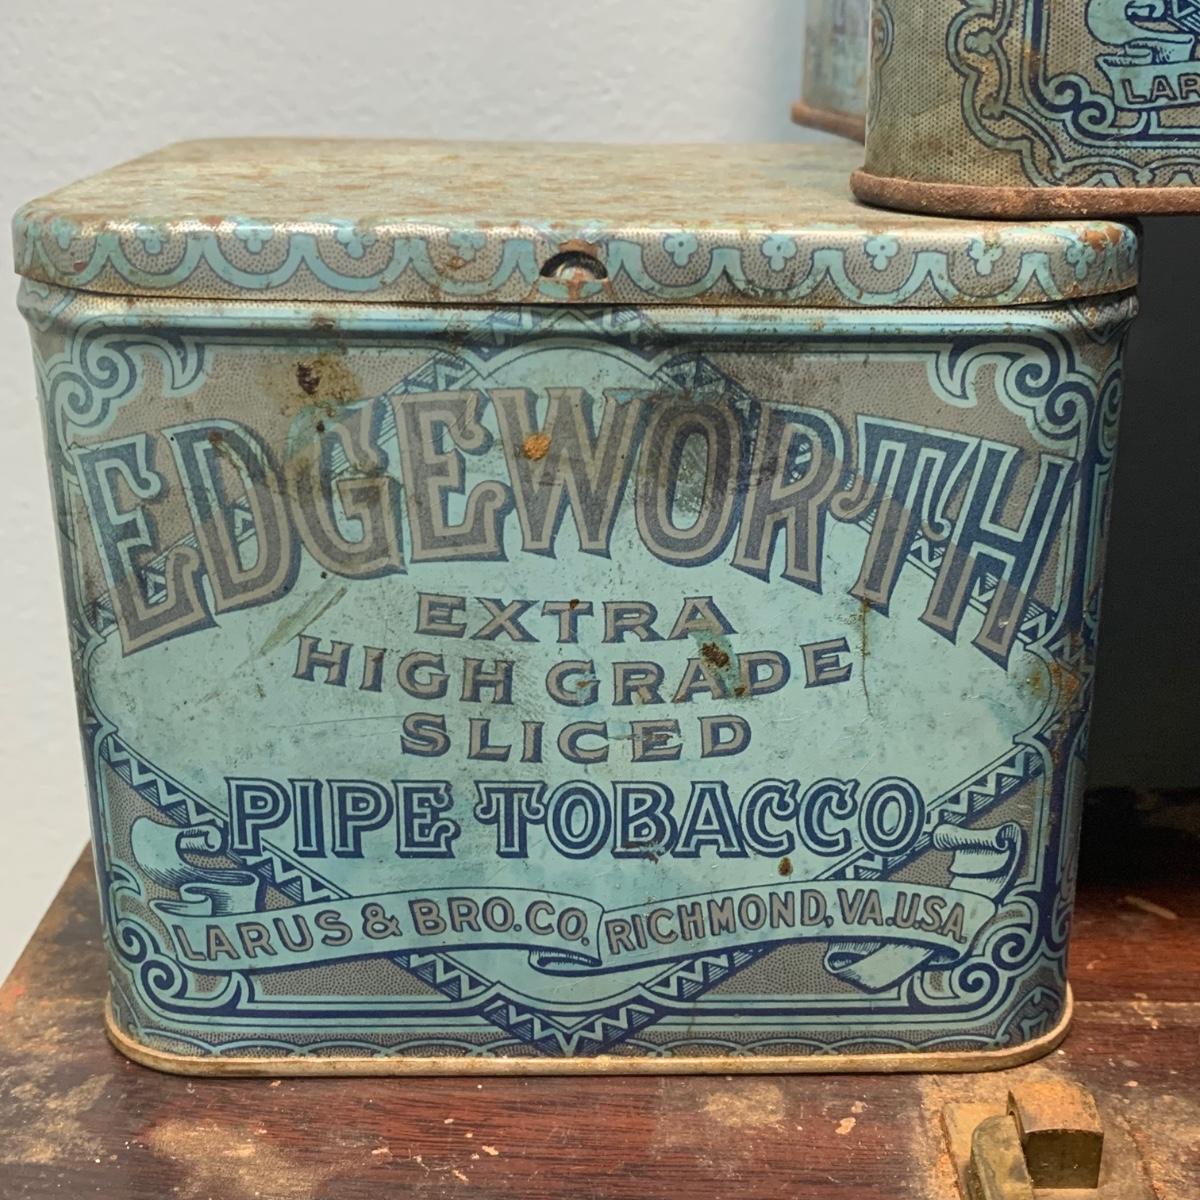 EDGEWORTH
EXTRA
HIGH GRADE
SLICED
PIPE TOBACCO
LARUS & BRO. CO. RICHMOND, VA. U.S.A.
LAR